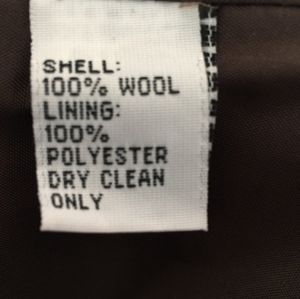 SHELL:
100% WOOL
LINING:
100%
POLYESTER
DRY CLEAN
ONLY